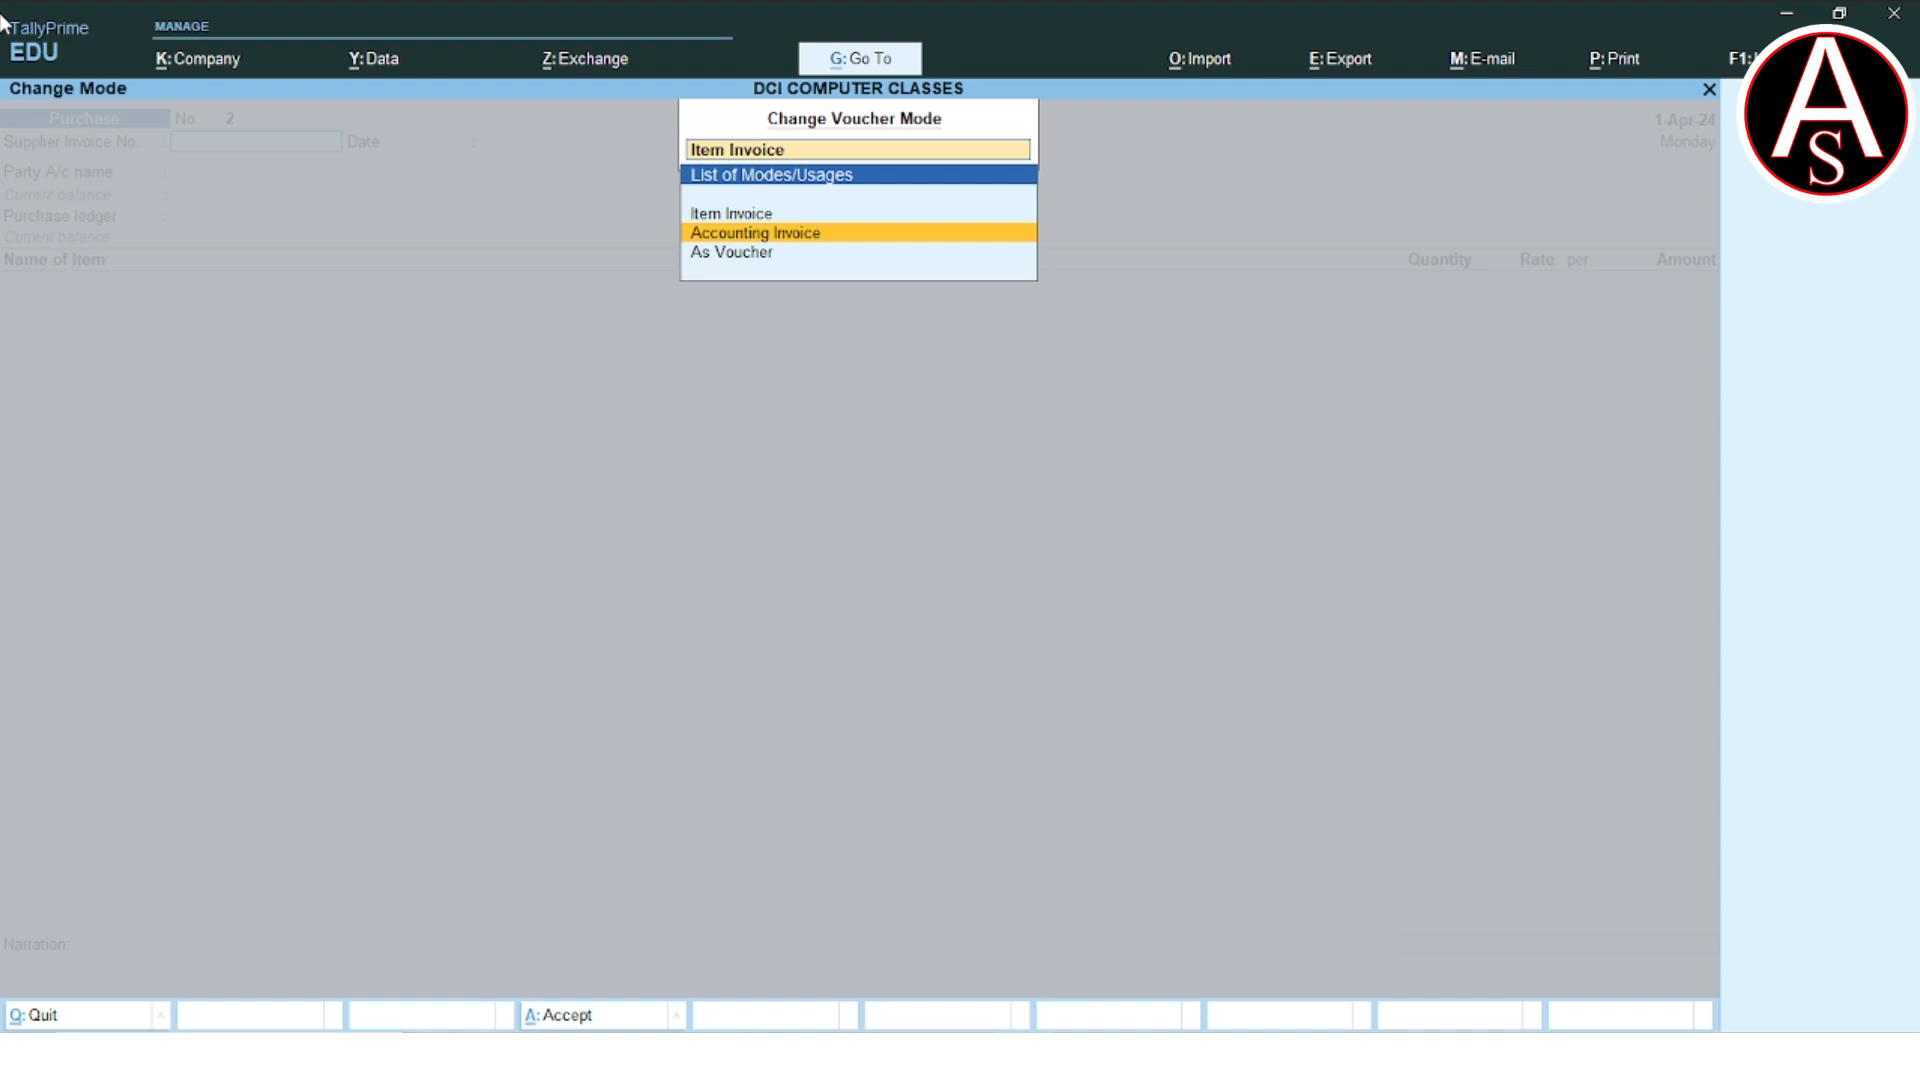 TallyPrime
EDU
MANAGE
K:Company
Y:Data
Z:Exchange
G:Go To
O:Import
E:Export
M:E-mail
P:Print
F1:
AS
Change Mode
DCI COMPUTER CLASSES
Purchase No. 2
1-Apr-24
Monday
Supplier Invoice No. : Date :
Party A/c name :
Current balance :
Purchase ledger :
Current balance
Name of Item
Quantity Rate per Amount
Change Voucher Mode
Item Invoice
List of Modes/Usages
Item Invoice
Accounting Invoice
As Voucher
Narration:
Q:Quit
A:Accept